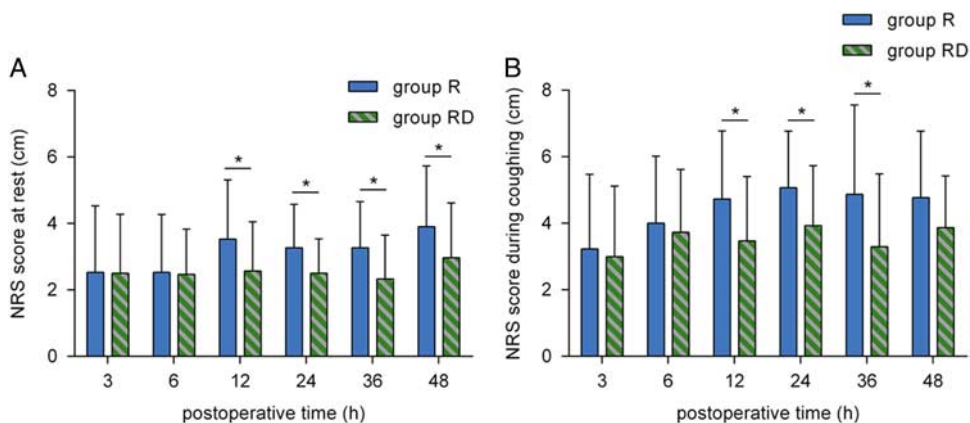 A
NRS score at rest (cm)
group R
group RD
8
6
4
2
0
*
*
*
*
3 6 12 24 36 48
postoperative time (h)
B
NRS score during coughing (cm)
group R
group RD
8
6
4
2
0
*
*
*
3 6 12 24 36 48
postoperative time (h)